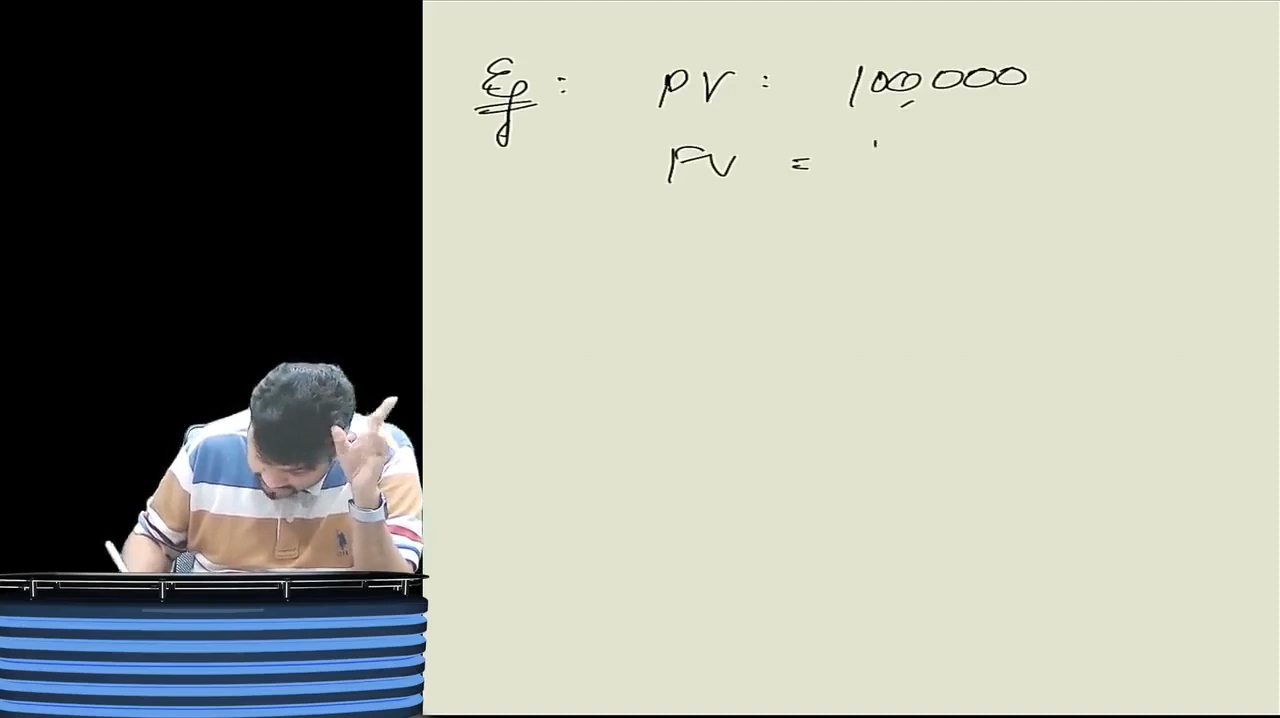 Eg : PV : 100,000
FV =